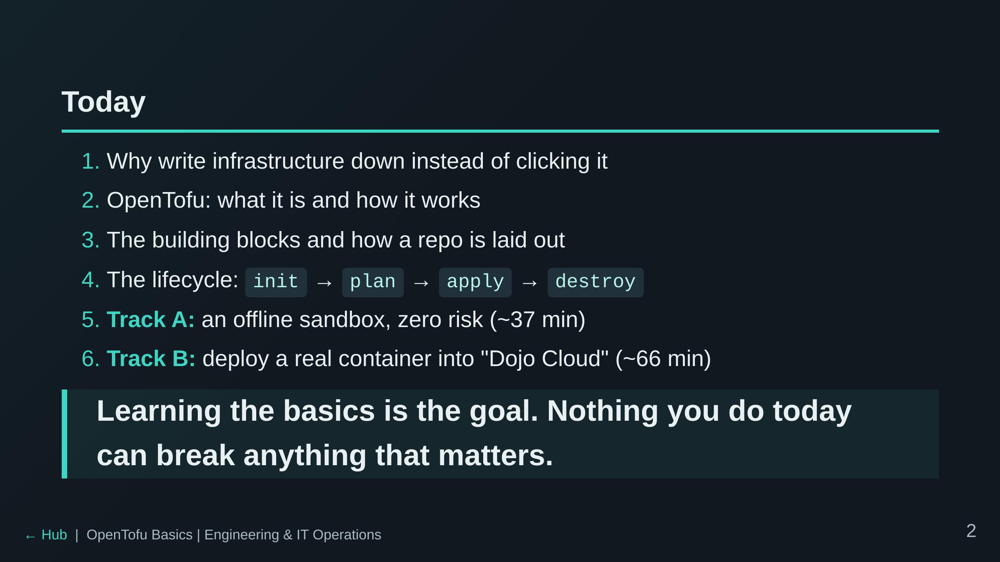 Today
1. Why write infrastructure down instead of clicking it
2. OpenTofu: what it is and how it works
3. The building blocks and how a repo is laid out
4. The lifecycle: init → plan → apply → destroy
5. Track A: an offline sandbox, zero risk (~37 min)
6. Track B: deploy a real container into "Dojo Cloud" (~66 min)
Learning the basics is the goal. Nothing you do today
can break anything that matters.
← Hub | OpenTofu Basics | Engineering & IT Operations
2